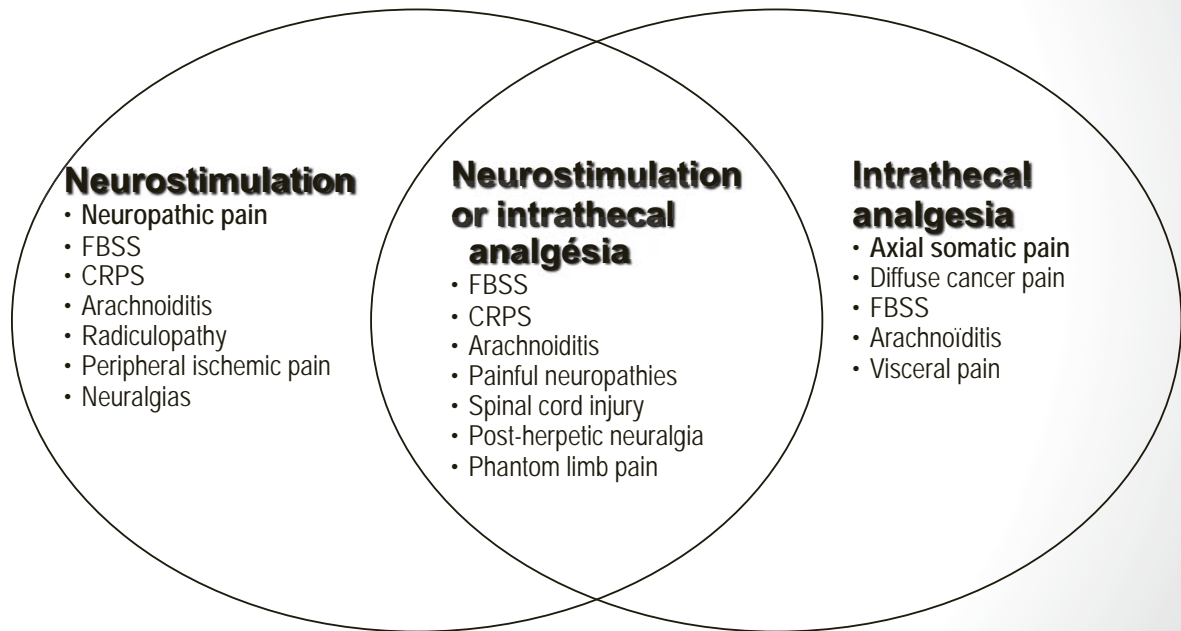 Neurostimulation
• Neuropathic pain
• FBSS
• CRPS
• Arachnoiditis
• Radiculopathy
• Peripheral ischemic pain
• Neuralgias
Neurostimulation
or intrathecal
analgésia
• FBSS
• CRPS
• Arachnoiditis
• Painful neuropathies
• Spinal cord injury
• Post-herpetic neuralgia
• Phantom limb pain
Intrathecal
analgesia
• Axial somatic pain
• Diffuse cancer pain
• FBSS
• Arachnoïditis
• Visceral pain